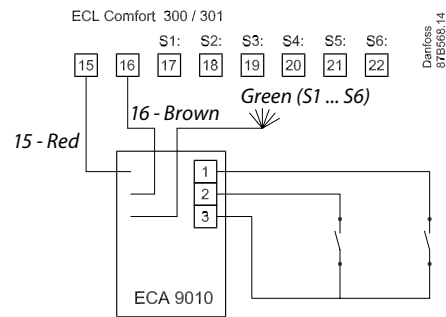 ECL Comfort 300 / 301
S1: S2: S3: S4: S5: S6:
15 16 17 18 19 20 21 22
Danfoss
87B568.14
Green (S1 ... S6)
16 - Brown
15 - Red
1
2
3
ECA 9010